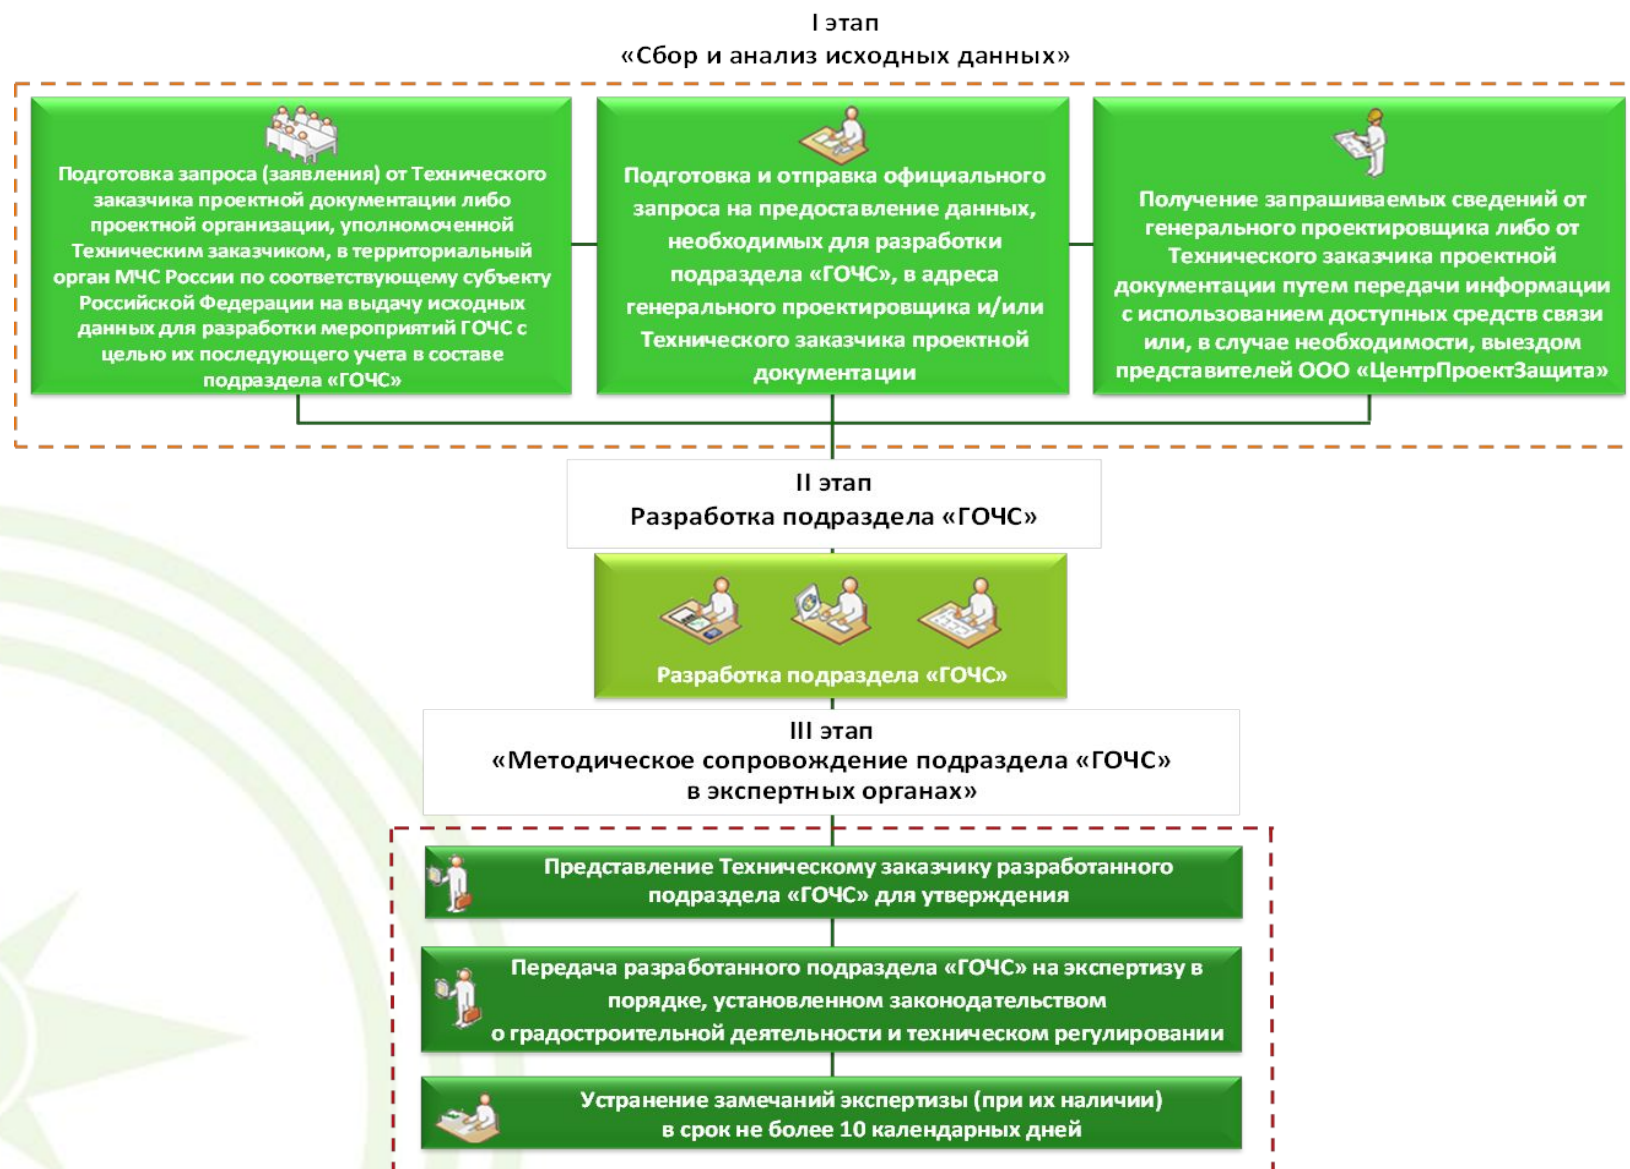 I этап
«Сбор и анализ исходных данных»
Подготовка запроса (заявления) от Технического
заказчика проектной документации либо
проектной организации, уполномоченной
Техническим заказчиком, в территориальный
орган МЧС России по соответствующему субъекту
Российской Федерации на выдачу исходных
данных для разработки мероприятий ГОЧС с
целью их последующего учета в составе
подраздела «ГОЧС»
Подготовка и отправка официального
запроса на предоставление данных,
необходимых для разработки
подраздела «ГОЧС», в адреса
генерального проектировщика и/или
Технического заказчика проектной
документации
Получение запрашиваемых сведений от
генерального проектировщика либо от
Технического заказчика проектной
документации путем передачи информации
с использованием доступных средств связи
или, в случае необходимости, выездом
представителей ООО «ЦентрПроектЗащита»
II этап
Разработка подраздела «ГОЧС»
Разработка подраздела «ГОЧС»
III этап
«Методическое сопровождение подраздела «ГОЧС»
в экспертных органах»
Представление Техническому заказчику разработанного
подраздела «ГОЧС» для утверждения
Передача разработанного подраздела «ГОЧС» на экспертизу в
порядке, установленном законодательством
о градостроительной деятельности и техническом регулировании
Устранение замечаний экспертизы (при их наличии)
в срок не более 10 календарных дней